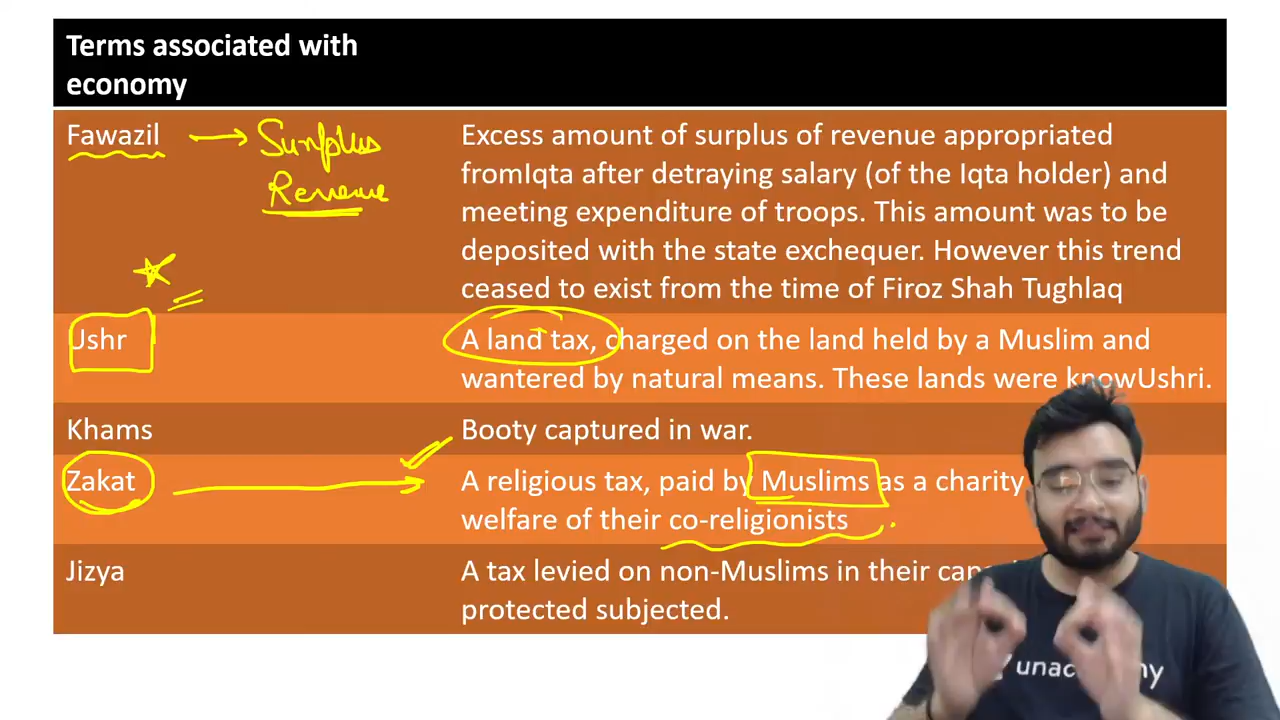 Terms associated with
economy
Fawazil
Surplus
Revenue
Excess amount of surplus of revenue appropriated
fromIqta after detraying salary (of the Iqta holder) and
meeting expenditure of troops. This amount was to be
deposited with the state exchequer. However this trend
ceased to exist from the time of Firoz Shah Tughlaq
Ushr
A land tax, charged on the land held by a Muslim and
wantered by natural means. These lands were knowUshri.
Khams
Booty captured in war.
Zakat
A religious tax, paid by Muslims as a charity
welfare of their co-religionists
Jizya
A tax levied on non-Muslims in their
protected subjected.